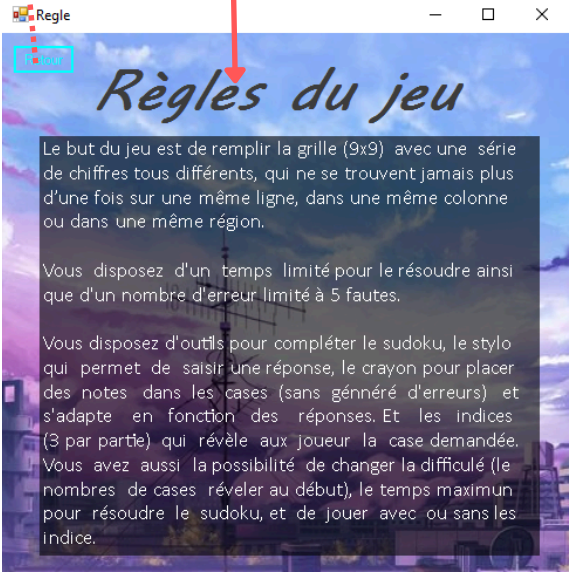 Regle
Retour
Règles du jeu
Le but du jeu est de remplir la grille (9x9) avec une série
de chiffres tous différents, qui ne se trouvent jamais plus
d'une fois sur une même ligne, dans une même colonne
ou dans une même région.
Vous disposez d'un temps limité pour le résoudre ainsi
que d'un nombre d'erreur limité à 5 fautes.
Vous disposez d'outils pour compléter le sudoku, le stylo
qui permet de saisir une réponse, le crayon pour placer
des notes dans les cases (sans génnéré d'erreurs) et
s'adapte en fonction des réponses. Et les indices
(3 par partie) qui révèle aux joueur la case demandée.
Vous avez aussi la possibilité de changer la difficulé (le
nombres de cases réveler au début), le temps maximun
pour résoudre le sudoku, et de jouer avec ou sans les
indice.